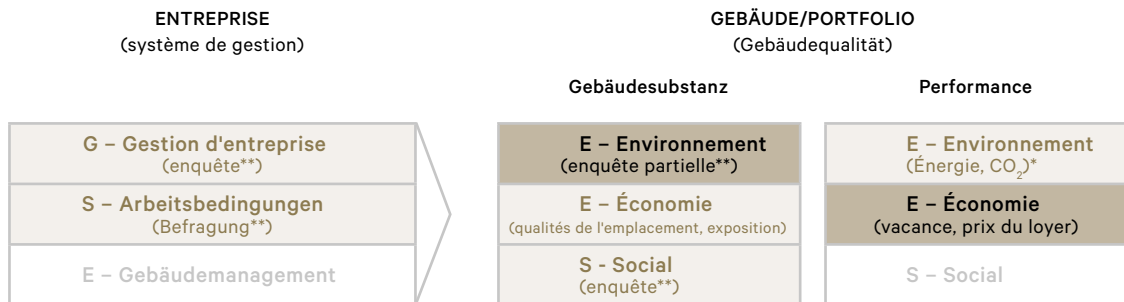 ENTREPRISE
(système de gestion)
GEBÄUDE/PORTFOLIO
(Gebäudequalität)
Gebäudesubstanz
Performance
G – Gestion d'entreprise
(enquête**)
S – Arbeitsbedingungen
(Befragung**)
E – Gebäudemanagement
E – Environnement
(enquête partielle**)
E – Économie
(qualités de l'emplacement, exposition)
S - Social
(enquête**)
E – Environnement
(Énergie, CO₂)*
E – Économie
(vacance, prix du loyer)
S – Social